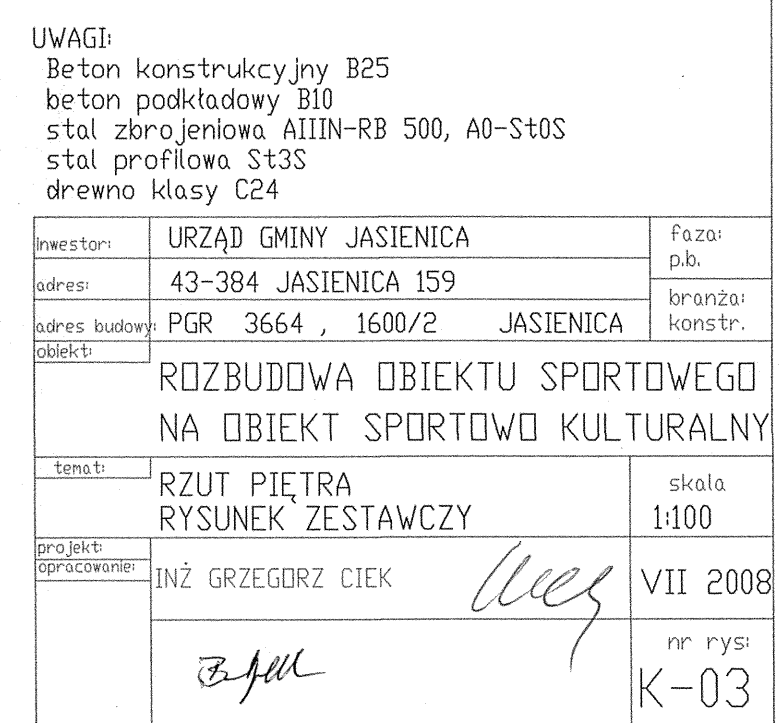 UWAGI:
Beton konstrukcyjny B25
beton podkładowy B10
stal zbrojeniowa AIIIN-RB 500, A0-St0S
stal profilowa St3S
drewno klasy C24
inwestor: URZĄD GMINY JASIENICA
faza:
p.b.
adres: 43-384 JASIENICA 159
adres budowy: PGR 3664 , 1600/2 JASIENICA
branża:
konstr.
obiekt:
ROZBUDOWA OBIEKTU SPORTOWEGO
NA OBIEKT SPORTOWO KULTURALNY
temat:
RZUT PIĘTRA
RYSUNEK ZESTAWCZY
skala
1:100
projekt:
opracowanie:
INŻ GRZEGORZ CIEK
VII 2008
nr rys:
K-03